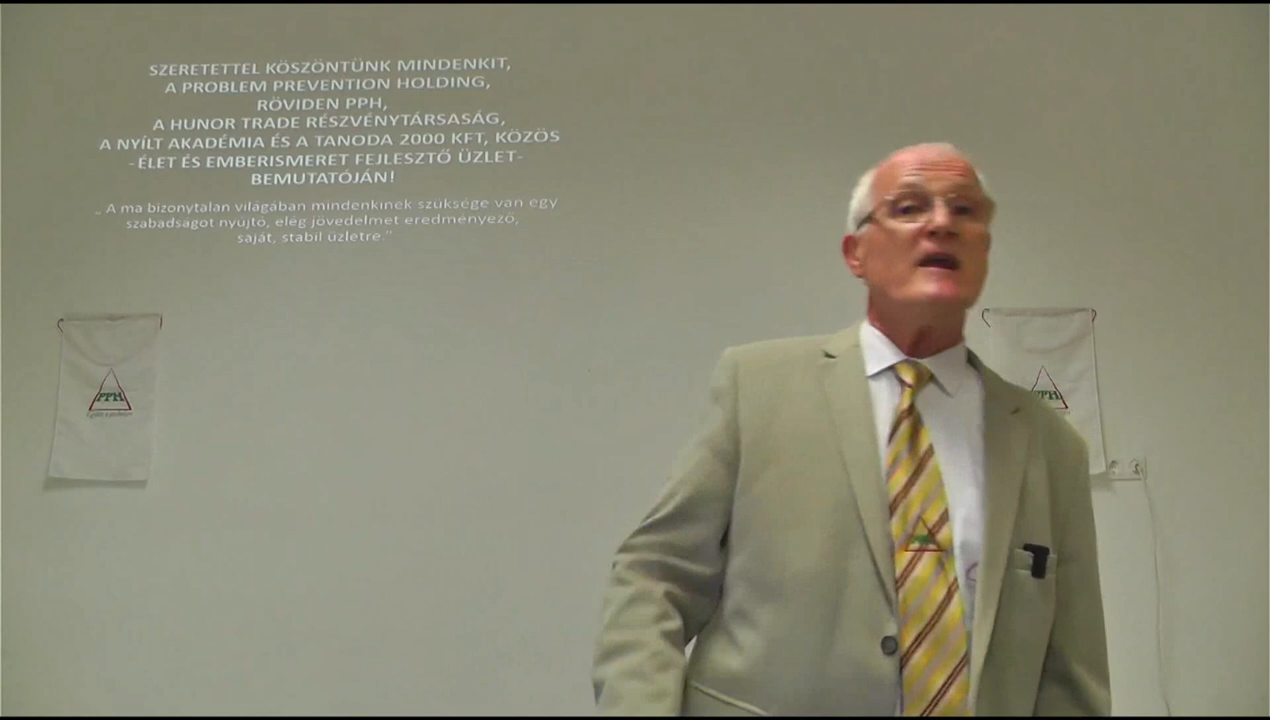 SZERETETTEL KÖSZÖNTÜNK MINDENKIT,
A PROBLEM PREVENTION HOLDING,
RÖVIDEN PPH,
A HUNOR TRADE RÉSZVÉNYTÁRSASÁG,
A NYÍLT AKADÉMIA ÉS A TANODA 2000 KFT, KÖZÖS
-ÉLET ÉS EMBERISMERET FEJLESZTŐ ÜZLET-
BEMUTATÓJÁN!
„ A ma bizonytalan világában mindenkinek szüksége van egy
szabadságot nyújtó, elég jövedelmet eredményező,
saját, stabil üzletre."
PPH
PPH